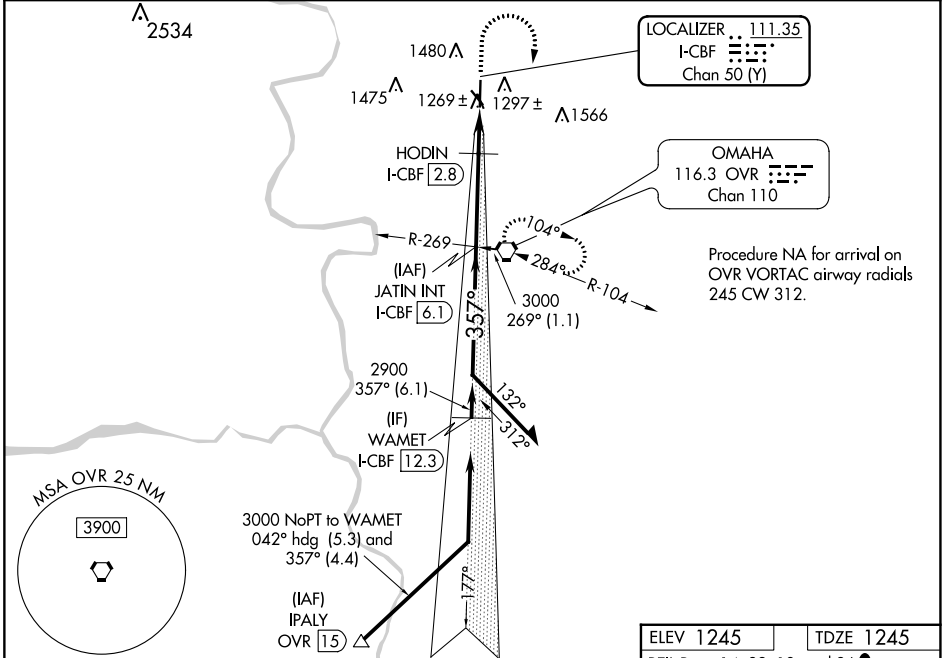 2534
1480
1475
1269 ±
1297 ±
1566
LOCALIZER 111.35
I-CBF
Chan 50 (Y)
HODIN
I-CBF 2.8
OMAHA
116.3 OVR
Chan 110
R-269
104°
284°
R-104
(IAF)
JATIN INT
I-CBF 6.1
357°
3000
269° (1.1)
Procedure NA for arrival on
OVR VORTAC airway radials
245 CW 312.
2900
357° (6.1)
132°
312°
(IF)
WAMET
I-CBF 12.3
MSA OVR 25 NM
3900
3000 NoPT to WAMET
042° hdg (5.3) and
357° (4.4)
177°
(IAF)
IPALY
OVR 15
ELEV 1245
TDZE 1245